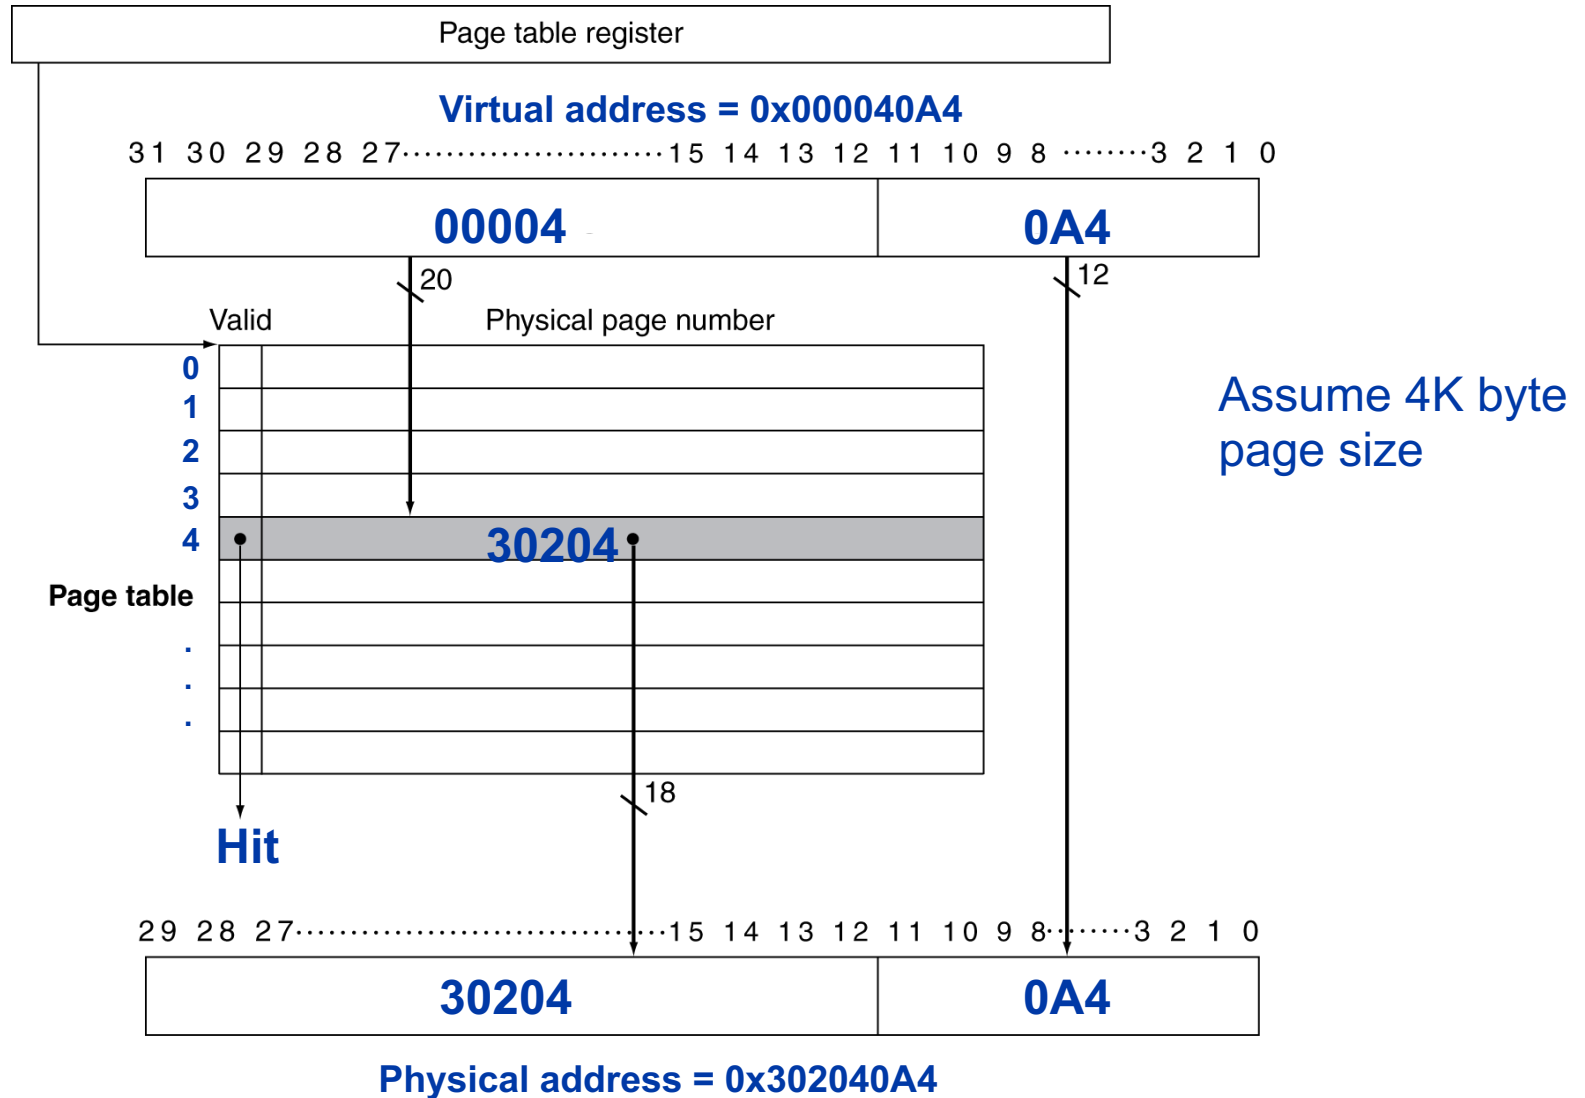 Page table register
Virtual address = 0x000040A4
31 30 29 28 27························15 14 13 12 11 10 9 8 ········3 2 1 0
00004 0A4
20 12
Valid Physical page number
0
1
2
3
4 30204
Assume 4K byte
page size
Page table
.
.
.
18
Hit
29 28 27··································15 14 13 12 11 10 9 8········3 2 1 0
30204 0A4
Physical address = 0x302040A4